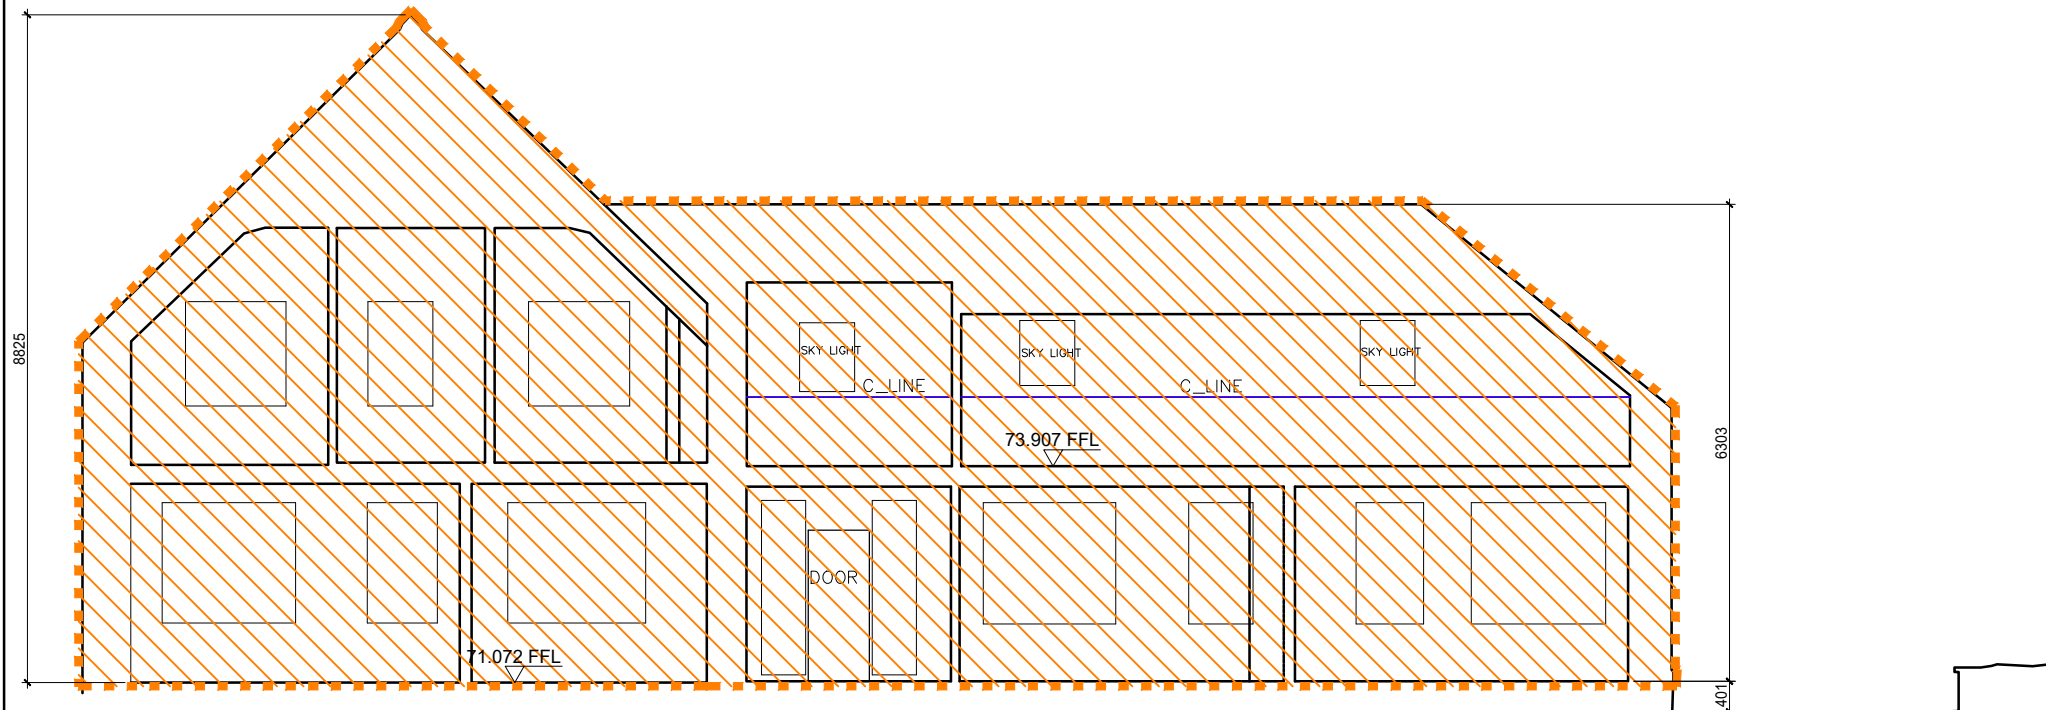 8825
SKY LIGHT
SKY LIGHT
SKY LIGHT
C_LINE
C_LINE
73.907 FFL
6303
DOOR
71.072 FFL
401